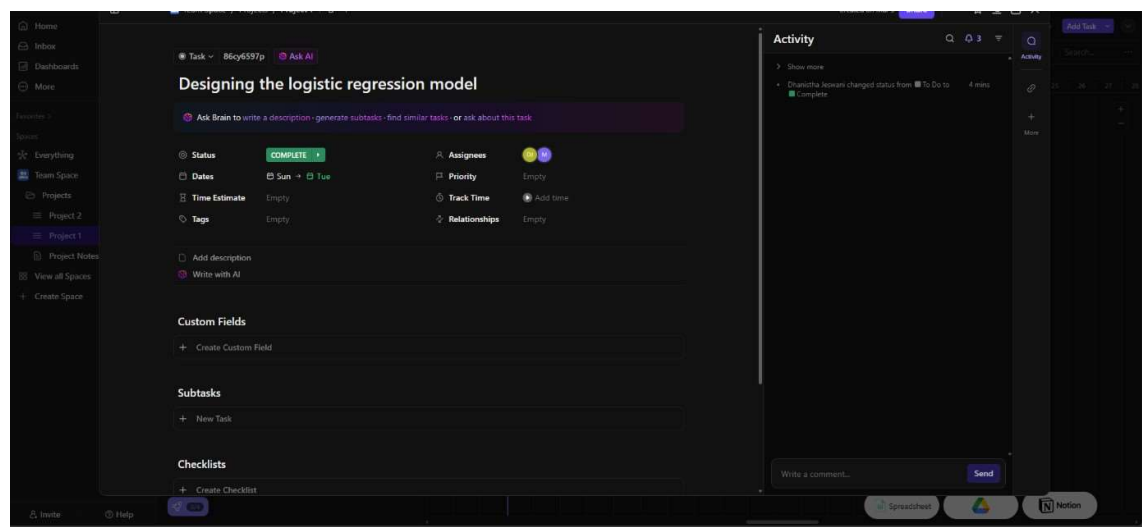 Home
Inbox
Dashboards
More
Favorites
Spaces
Everything
Team Space
Projects
Project 2
Project 1
Project Notes
View all Spaces
Create Space
Invite
Help
Task 86cy6597p Ask AI
Designing the logistic regression model
Ask Brain to write a description · generate subtasks · find similar tasks · or ask about this task
Status COMPLETE Assignees
Dates Sun → Tue Priority Empty
Time Estimate Empty Track Time Add time
Tags Empty Relationships Empty
Add description
Write with AI
Custom Fields
+ Create Custom Field
Subtasks
+ New Task
Checklists
+ Create Checklist
Activity 3
Show more
Dhanistha Jeswani changed status from To Do to Complete 4 mins
Write a comment... Send
Activity
More
Add Task
Search...
25 26 27 28
Spreadsheet
Notion